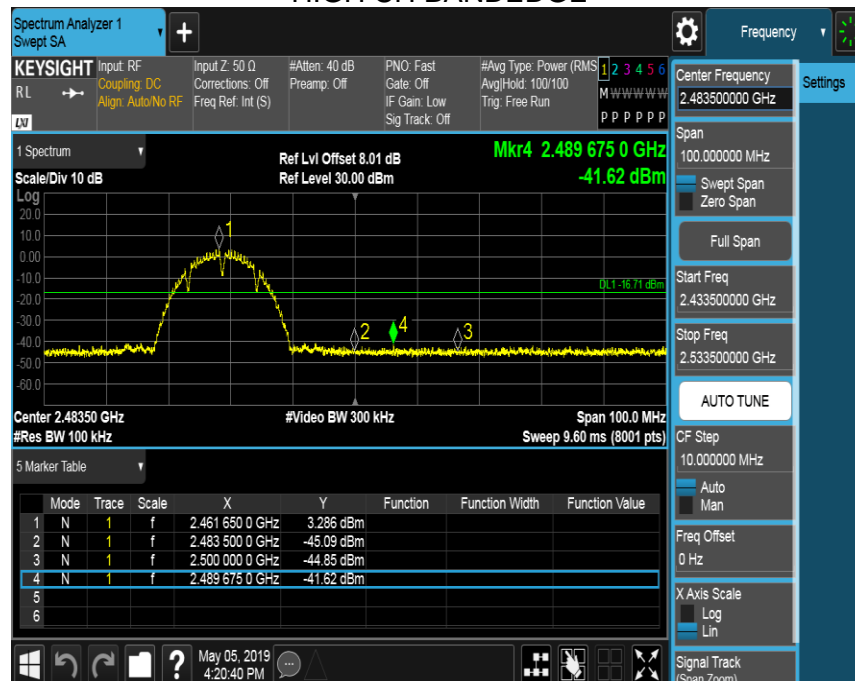 HIGH CH BANDEDGE
Spectrum Analyzer 1
Swept SA
+
Frequency
KEYSIGHT
RL
LXI
Input: RF
Coupling: DC
Align: Auto/No RF
Input Z: 50 Ω
Corrections: Off
Freq Ref: Int (S)
#Atten: 40 dB
Preamp: Off
PNO: Fast
Gate: Off
IF Gain: Low
Sig Track: Off
#Avg Type: Power (RMS
Avg|Hold: 100/100
Trig: Free Run
1 2 3 4 5 6
M W W W W W
P P P P P P
1 Spectrum
Scale/Div 10 dB
Ref Lvl Offset 8.01 dB
Ref Level 30.00 dBm
Mkr4 2.489 675 0 GHz
-41.62 dBm
Log
20.0
10.0
0.00
-10.0
-20.0
-30.0
-40.0
-50.0
-60.0
1
2
4
3
DL1 -16.71 dBm
Center 2.48350 GHz
#Res BW 100 kHz
#Video BW 300 kHz
Span 100.0 MHz
Sweep 9.60 ms (8001 pts)
5 Marker Table
Mode Trace Scale X Y Function Function Width Function Value
1 N 1 f 2.461 650 0 GHz 3.286 dBm
2 N 1 f 2.483 500 0 GHz -45.09 dBm
3 N 1 f 2.500 000 0 GHz -44.85 dBm
4 N 1 f 2.489 675 0 GHz -41.62 dBm
5
6
?
May 05, 2019
4:20:40 PM
Settings
Center Frequency
2.483500000 GHz
Span
100.000000 MHz
Swept Span
Zero Span
Full Span
Start Freq
2.433500000 GHz
Stop Freq
2.533500000 GHz
AUTO TUNE
CF Step
10.000000 MHz
Auto
Man
Freq Offset
0 Hz
X Axis Scale
Log
Lin
Signal Track
(Span Zoom)